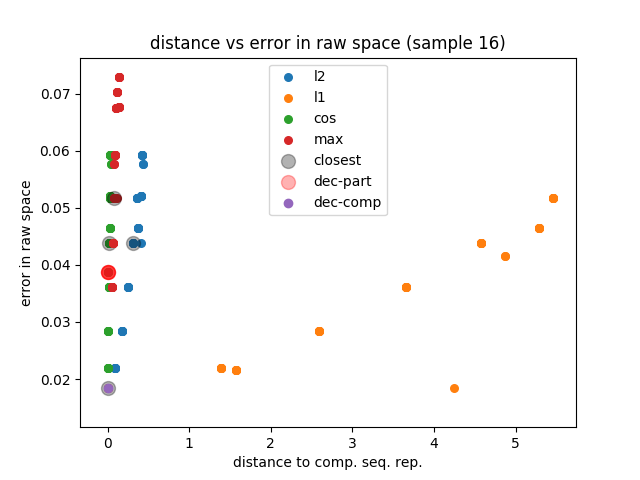 distance vs error in raw space (sample 16)
error in raw space
0.07
0.06
0.05
0.04
0.03
0.02
l2
l1
cos
max
closest
dec-part
dec-comp
0 1 2 3 4 5
distance to comp. seq. rep.